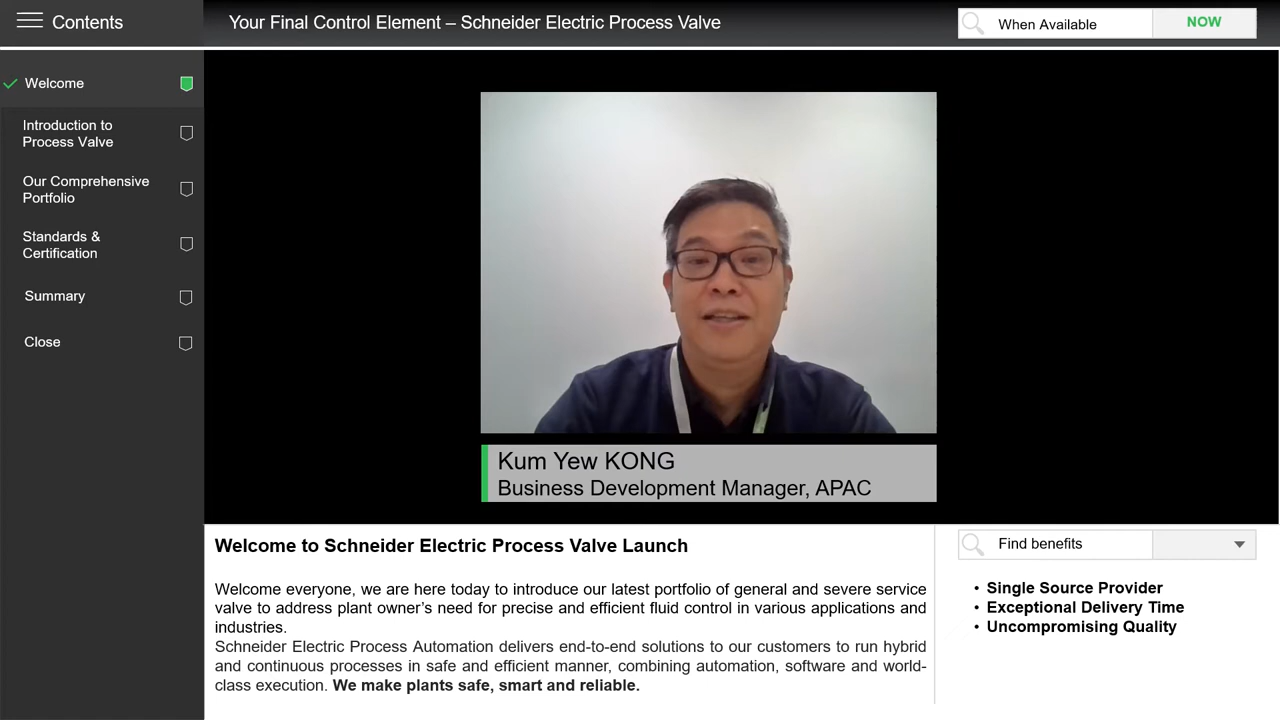 Contents
Your Final Control Element – Schneider Electric Process Valve
When Available
NOW
Welcome
Introduction to
Process Valve
Our Comprehensive
Portfolio
Standards &
Certification
Summary
Close
Kum Yew KONG
Business Development Manager, APAC
Welcome to Schneider Electric Process Valve Launch
Welcome everyone, we are here today to introduce our latest portfolio of general and severe service
valve to address plant owner’s need for precise and efficient fluid control in various applications and
industries.
Schneider Electric Process Automation delivers end-to-end solutions to our customers to run hybrid
and continuous processes in safe and efficient manner, combining automation, software and world-
class execution. We make plants safe, smart and reliable.
Find benefits
• Single Source Provider
• Exceptional Delivery Time
• Uncompromising Quality